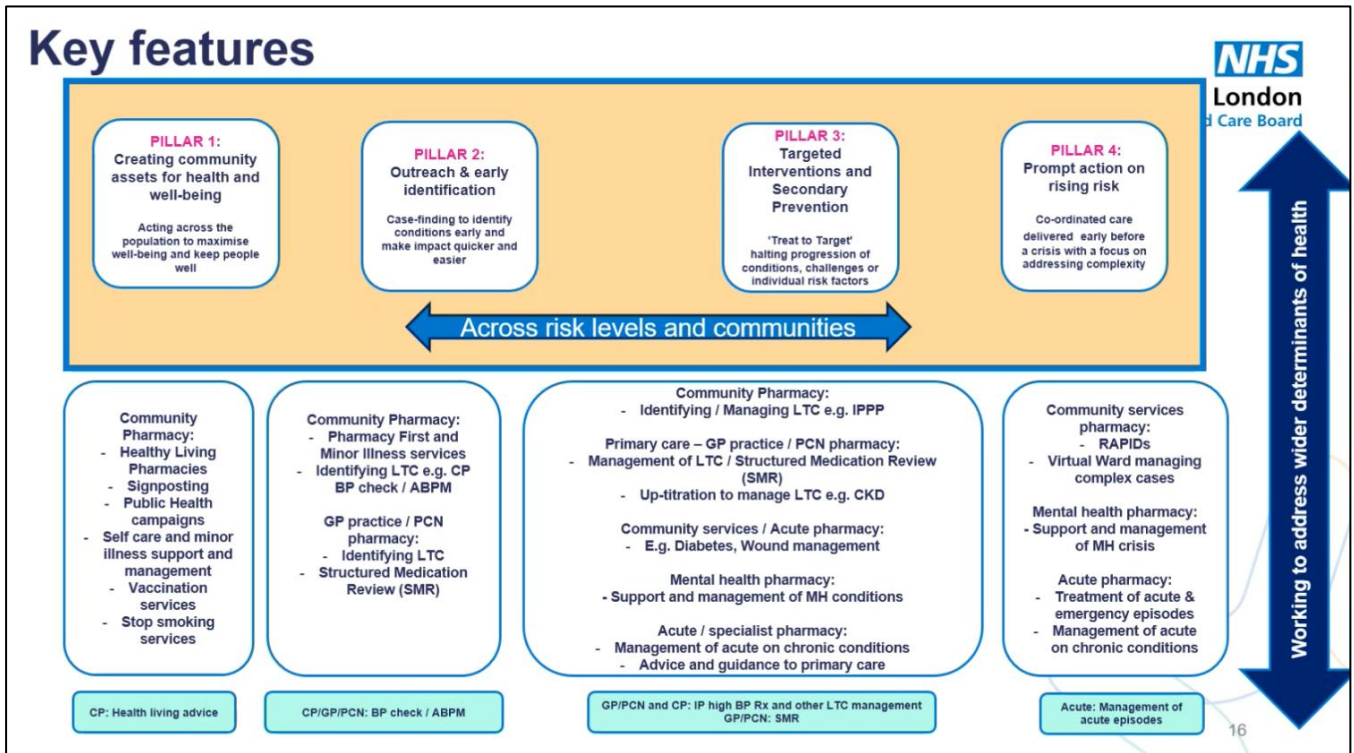 Key features
NHS
London
d Care Board
PILLAR 1:
Creating community
assets for health and
well-being
Acting across the
population to maximise
well-being and keep people
well
PILLAR 2:
Outreach & early
identification
Case-finding to identify
conditions early and
make impact quicker and
easier
PILLAR 3:
Targeted
Interventions and
Secondary
Prevention
'Treat to Target'
halting progression of
conditions, challenges or
individual risk factors
PILLAR 4:
Prompt action on
rising risk
Co-ordinated care
delivered early before
a crisis with a focus on
addressing complexity
Across risk levels and communities
Working to address wider determinants of health
Community
Pharmacy:
- Healthy Living
Pharmacies
- Signposting
- Public Health
campaigns
- Self care and minor
illness support and
management
- Vaccination
services
- Stop smoking
services
Community Pharmacy:
- Pharmacy First and
Minor Illness services
- Identifying LTC e.g. CP
BP check / ABPM
GP practice / PCN
pharmacy:
- Identifying LTC
- Structured Medication
Review (SMR)
Community Pharmacy:
- Identifying / Managing LTC e.g. IPPP
Primary care – GP practice / PCN pharmacy:
- Management of LTC / Structured Medication Review
(SMR)
- Up-titration to manage LTC e.g. CKD
Community services / Acute pharmacy:
- E.g. Diabetes, Wound management
Mental health pharmacy:
- Support and management of MH conditions
Acute / specialist pharmacy:
- Management of acute on chronic conditions
- Advice and guidance to primary care
Community services
pharmacy:
- RAPIDs
- Virtual Ward managing
complex cases
Mental health pharmacy:
- Support and management
of MH crisis
Acute pharmacy:
- Treatment of acute &
emergency episodes
- Management of acute
on chronic conditions
CP: Health living advice
CP/GP/PCN: BP check / ABPM
GP/PCN and CP: IP high BP Rx and other LTC management
GP/PCN: SMR
Acute: Management of
acute episodes
16